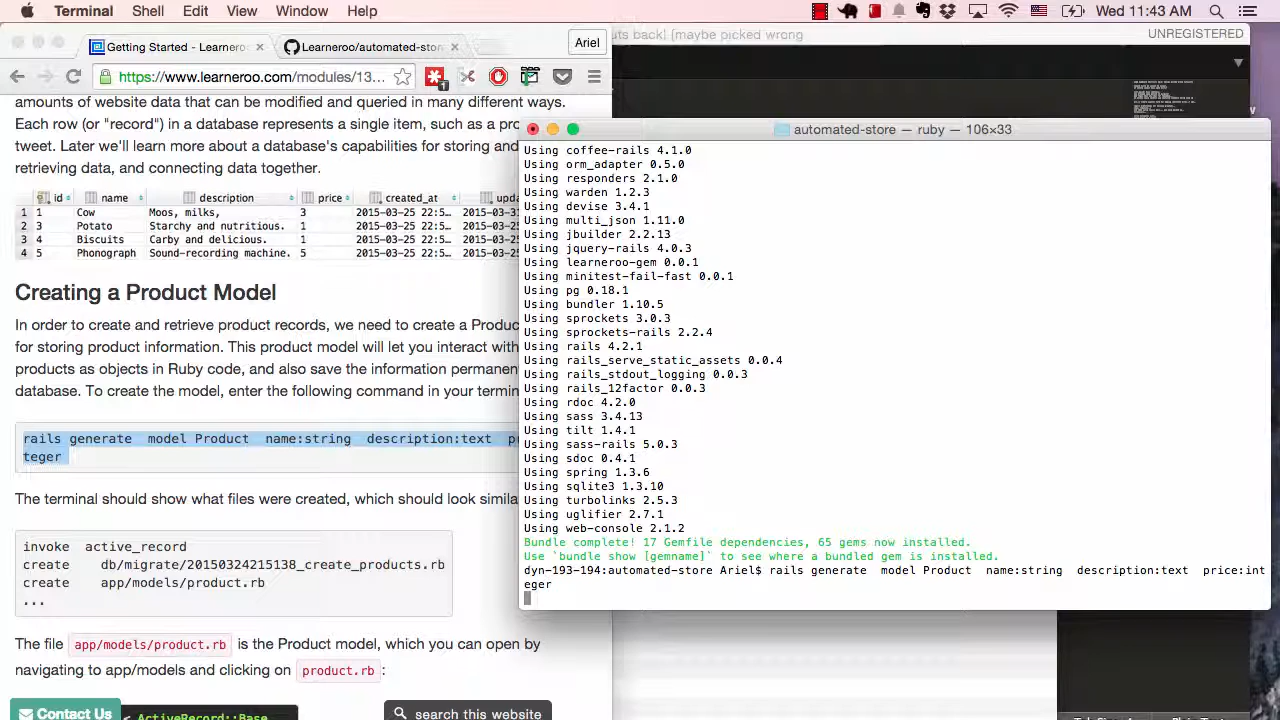 Terminal Shell Edit View Window Help Wed 11:43 AM
Getting Started - Learneroo × Learneroo/automated-stor × Ariel
https://www.learneroo.com/modules/13...
1
uts back! (maybe picked wrong UNREGISTERED
amounts of website data that can be modified and queried in many different ways.
Each row (or "record") in a database represents a single item, such as a pro
tweet. Later we'll learn more about a database's capabilities for storing and
retrieving data, and connecting data together.
id name description price created_at upda
1 1 Cow Moos, milks, 3 2015-03-25 22:5… 2015-03-31
2 3 Potato Starchy and nutritious. 1 2015-03-25 22:5… 2015-03-2
3 4 Biscuits Carby and delicious. 1 2015-03-25 22:5… 2015-03-2
4 5 Phonograph Sound-recording machine. 5 2015-03-25 22:5… 2015-03-2
Creating a Product Model
In order to create and retrieve product records, we need to create a Produc
for storing product information. This product model will let you interact with
products as objects in Ruby code, and also save the information permanen
database. To create the model, enter the following command in your termin
rails generate model Product name:string description:text p
teger
The terminal should show what files were created, which should look simila
invoke active_record
create db/migrate/20150324215138_create_products.rb
create app/models/product.rb
...
The file app/models/product.rb is the Product model, which you can open by
navigating to app/models and clicking on product.rb :
Contact Us < ActiveRecord::Base search this website
automated-store — ruby — 106×33
Using coffee-rails 4.1.0
Using orm_adapter 0.5.0
Using responders 2.1.0
Using warden 1.2.3
Using devise 3.4.1
Using multi_json 1.11.0
Using jbuilder 2.2.13
Using jquery-rails 4.0.3
Using learneroo-gem 0.0.1
Using minitest-fail-fast 0.0.1
Using pg 0.18.1
Using bundler 1.10.5
Using sprockets 3.0.3
Using sprockets-rails 2.2.4
Using rails 4.2.1
Using rails_serve_static_assets 0.0.4
Using rails_stdout_logging 0.0.3
Using rails_12factor 0.0.3
Using rdoc 4.2.0
Using sass 3.4.13
Using tilt 1.4.1
Using sass-rails 5.0.3
Using sdoc 0.4.1
Using spring 1.3.6
Using sqlite3 1.3.10
Using turbolinks 2.5.3
Using uglifier 2.7.1
Using web-console 2.1.2
Bundle complete! 17 Gemfile dependencies, 65 gems now installed.
Use `bundle show [gemname]` to see where a bundled gem is installed.
dyn-193-194:automated-store Ariel$ rails generate model Product name:string description:text price:int
eger